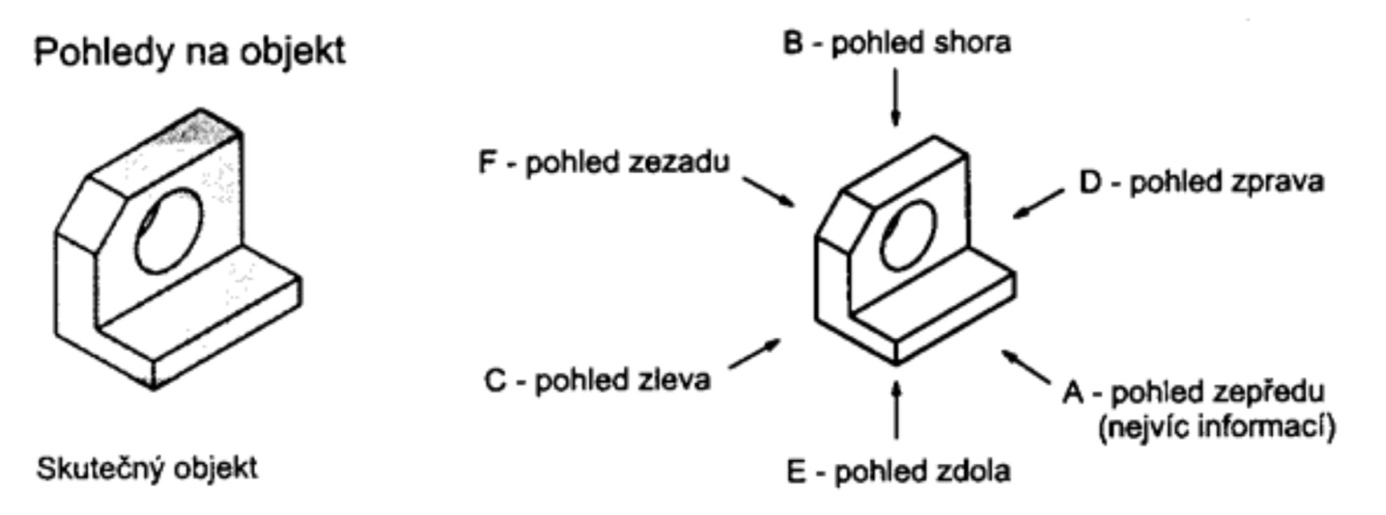 Pohledy na objekt
B - pohled shora
F - pohled zezadu
D - pohled zprava
C - pohled zleva
A - pohled zepředu
(nejvíc informací)
Skutečný objekt
E - pohled zdola